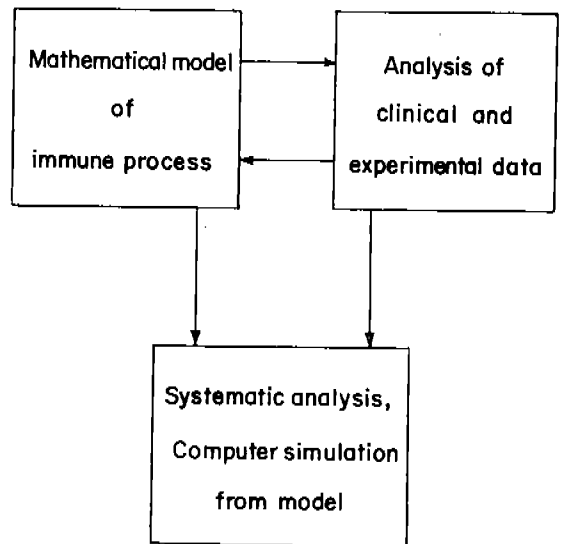 Mathematical model
of
immune process
Analysis of
clinical and
experimental data
Systematic analysis,
Computer simulation
from model